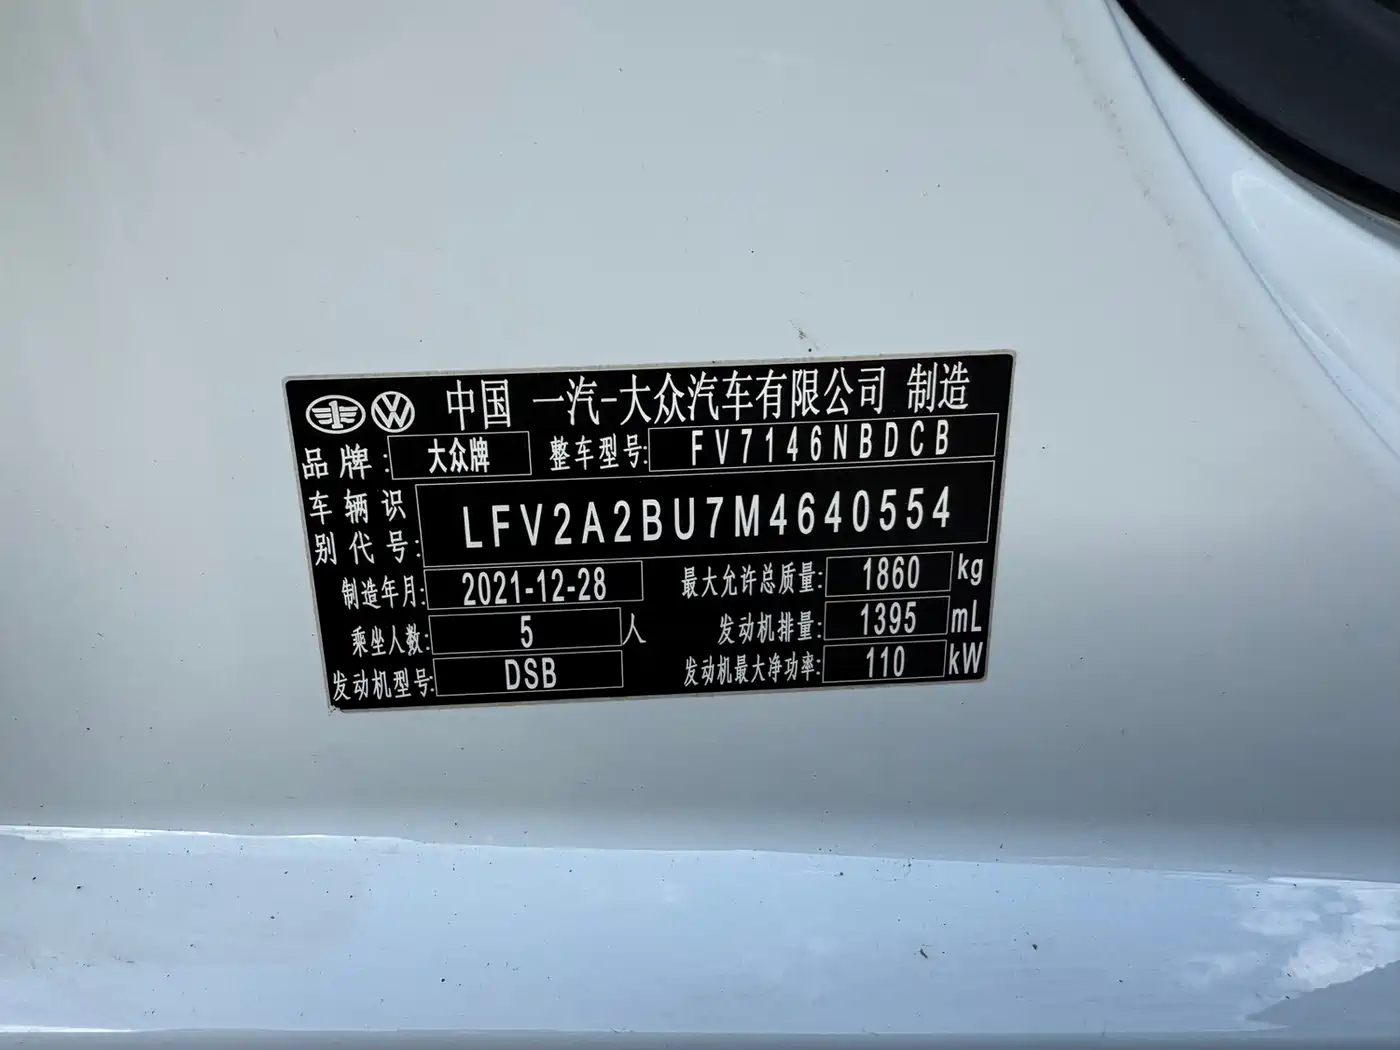 中国 一汽-大众汽车有限公司 制造
品牌: 大众牌 整车型号: FV7146NBDCB
车辆识别代号: LFV2A2BU7M4640554
制造年月: 2021-12-28 最大允许总质量: 1860 kg
乘坐人数: 5 人 发动机排量: 1395 mL
发动机型号: DSB 发动机最大净功率: 110 kW